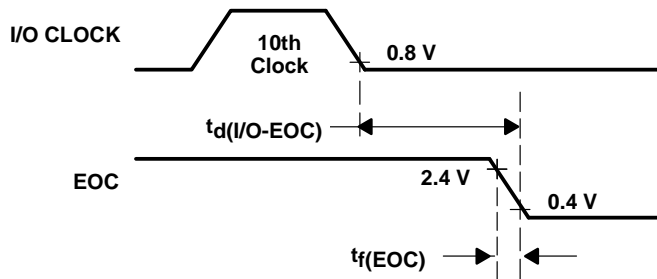 I/O CLOCK
10th
Clock
0.8 V
td(I/O-EOC)
EOC
2.4 V
0.4 V
tf(EOC)